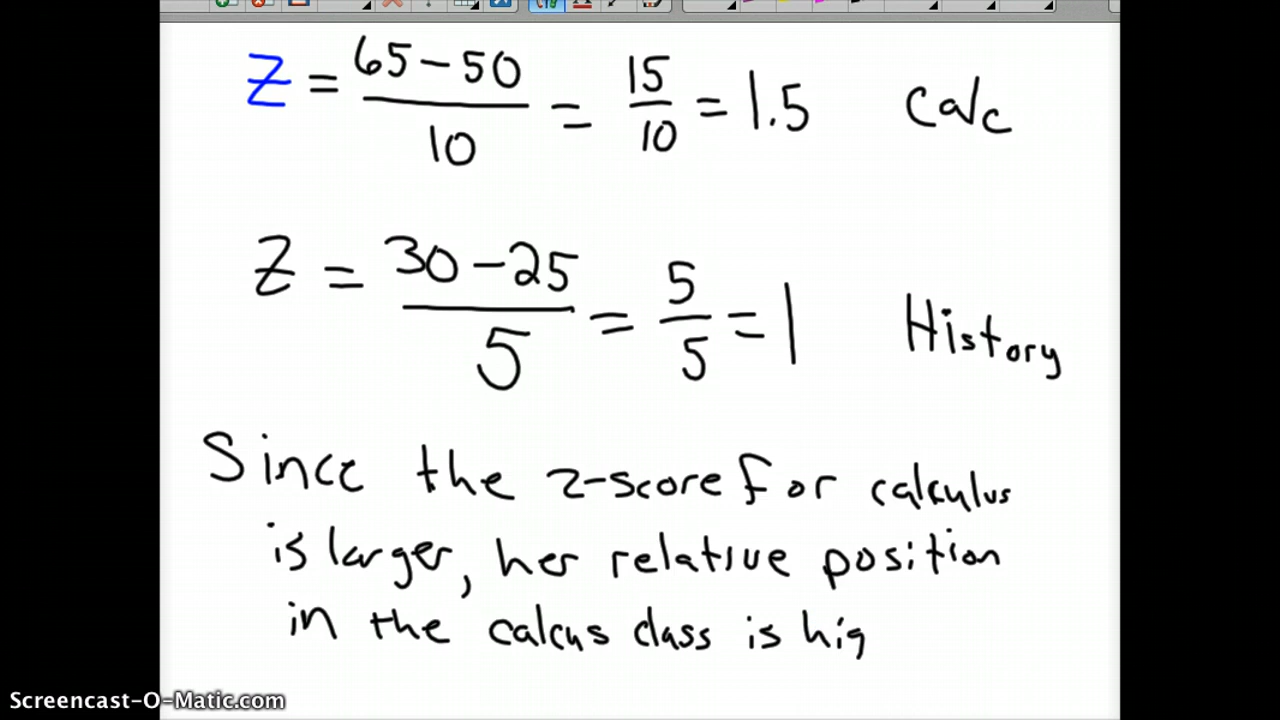 Z = 65-50 / 10 = 15 / 10 = 1.5 Calc
Z = 30-25 / 5 = 5 / 5 = 1 History
Since the z-score for calculus
is larger, her relative position
in the calcus class is hig
Screencast-O-Matic.com